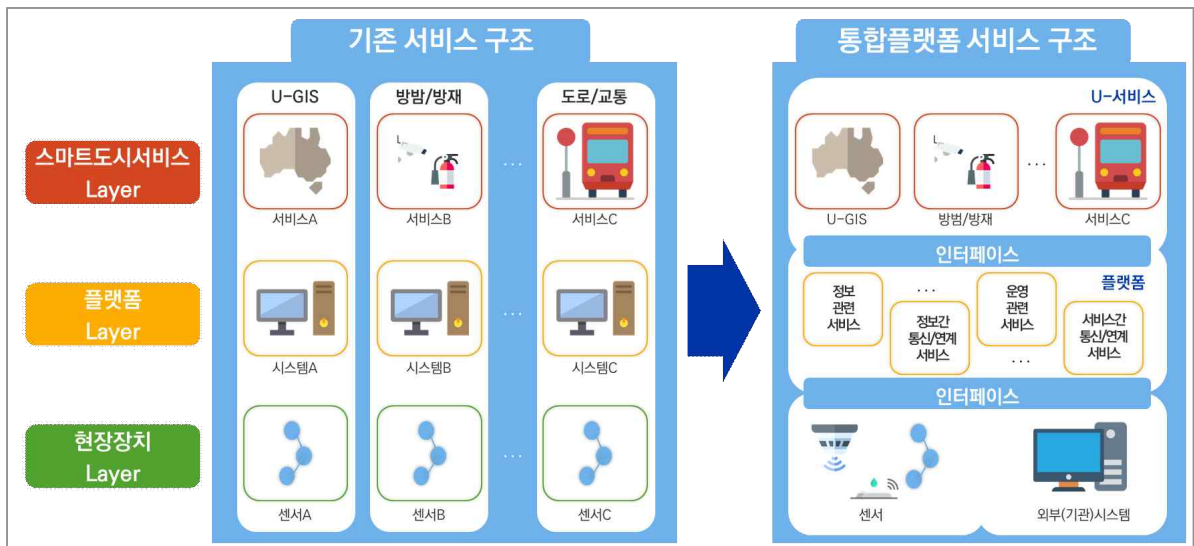 기존 서비스 구조
통합플랫폼 서비스 구조
스마트도시서비스
Layer
플랫폼
Layer
현장장치
Layer
U-GIS
방밤/방재
도로/교통
...
서비스A
서비스B
서비스C
...
시스템A
시스템B
시스템C
...
센서A
센서B
센서C
U-서비스
...
U-GIS
방범/방재
서비스C
인터페이스
플랫폼
정보
관련
서비스
...
정보간
통신/연계
서비스
운영
관련
서비스
...
서비스간
통신/연계
서비스
인터페이스
센서
외부(기관)시스템